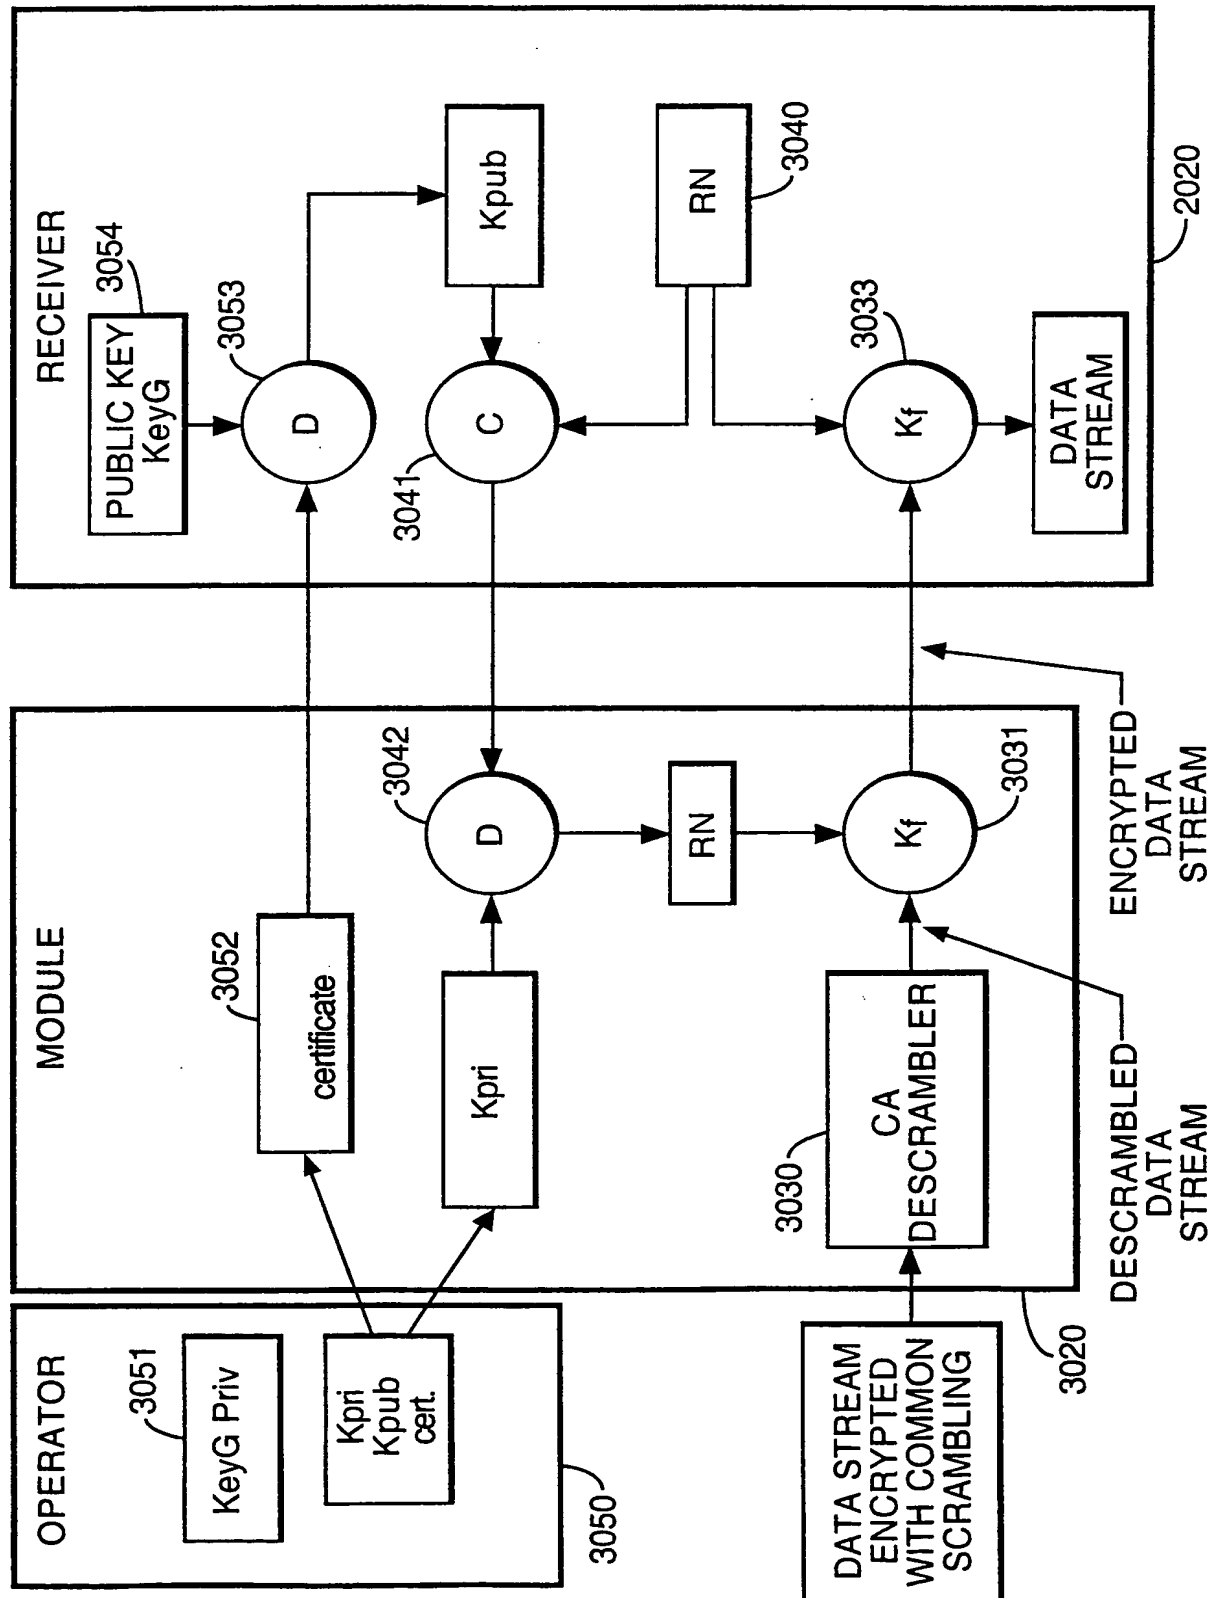 OPERATOR
3051
KeyG Priv
Kpri
Kpub
cert.
3050
DATA STREAM
ENCRYPTED
WITH COMMON
SCRAMBLING
MODULE
3052
certificate
Kpri
3042
D
RN
3030
CA
DESCRAMBLER
Kf
3031
3020
DESCRAMBLED
DATA
STREAM
ENCRYPTED
DATA
STREAM
RECEIVER
3054
PUBLIC KEY
KeyG
3053
D
Kpub
3041
C
RN
3040
3033
Kf
DATA
STREAM
2020